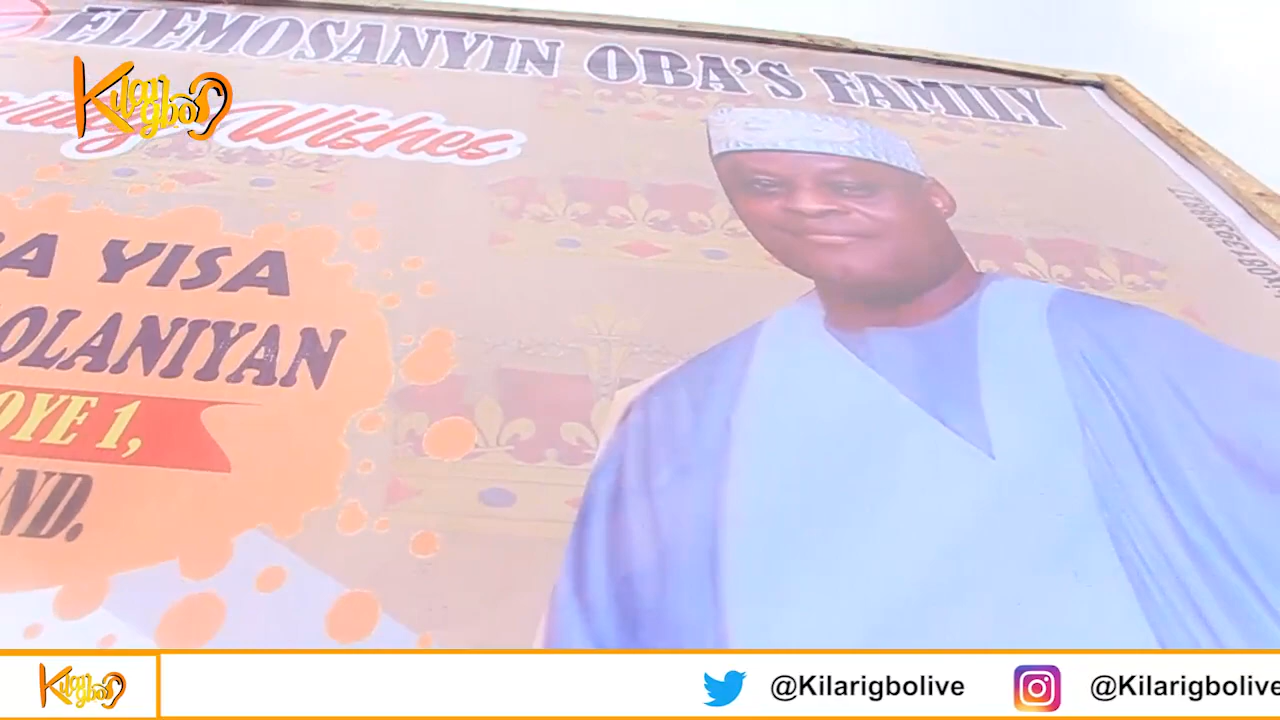 ELEMOSANYIN OBA'S FAMILY
Kilarigbo
Wishes
YISA
OLANIYAN
OYE 1,
ND.
Kilarigbo
@Kilarigbolive
@Kilarigbolive